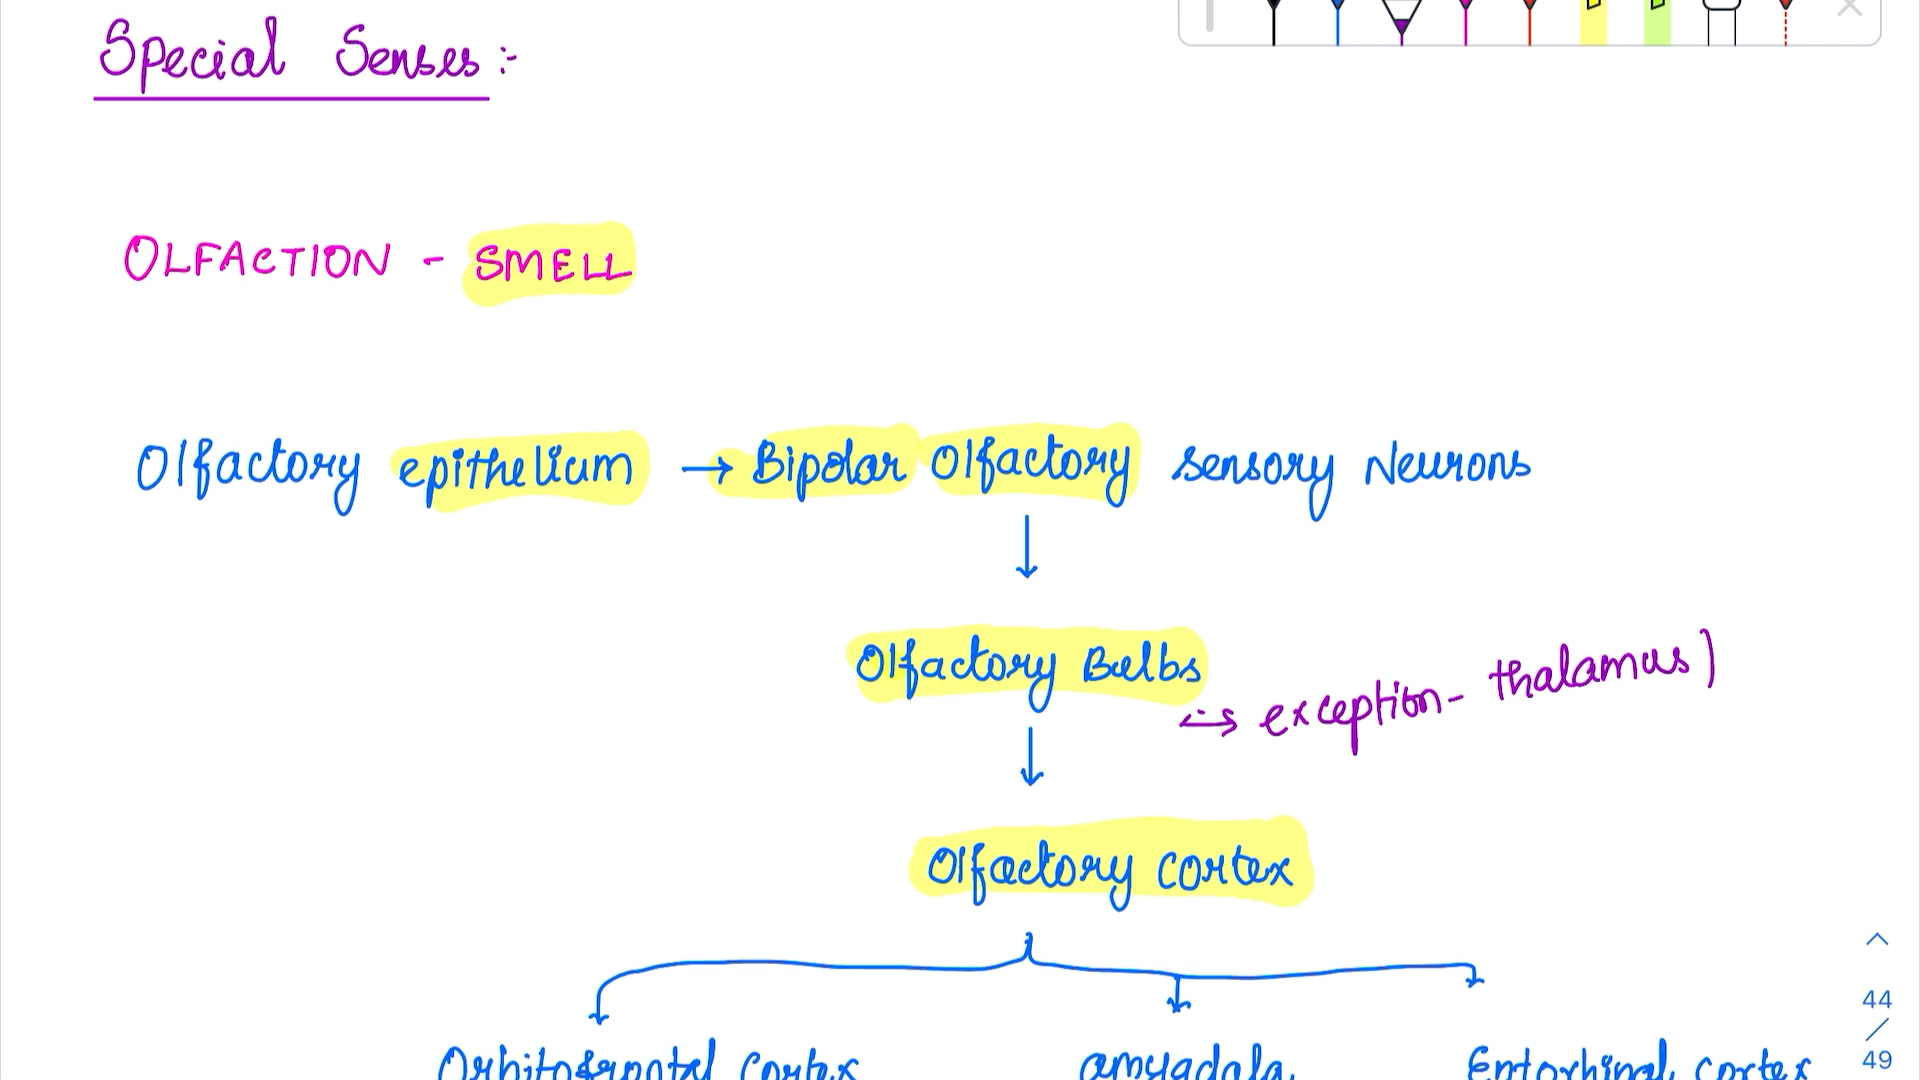 Special Senses :-
OLFACTION - SMELL
Olfactory epithelium → Bipolar Olfactory sensory Neurons
Olfactory Bulbs
→ exception - thalamus)
Olfactory cortex
Orbitofrontal cortex amygdala Entorhinal cortex
44
/
49